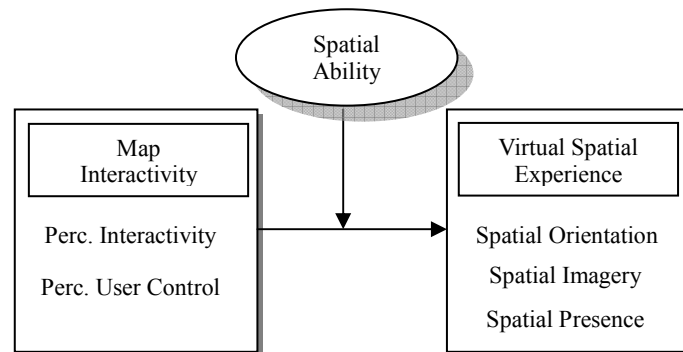 Spatial
Ability
Map
Interactivity
Perc. Interactivity
Perc. User Control
Virtual Spatial
Experience
Spatial Orientation
Spatial Imagery
Spatial Presence